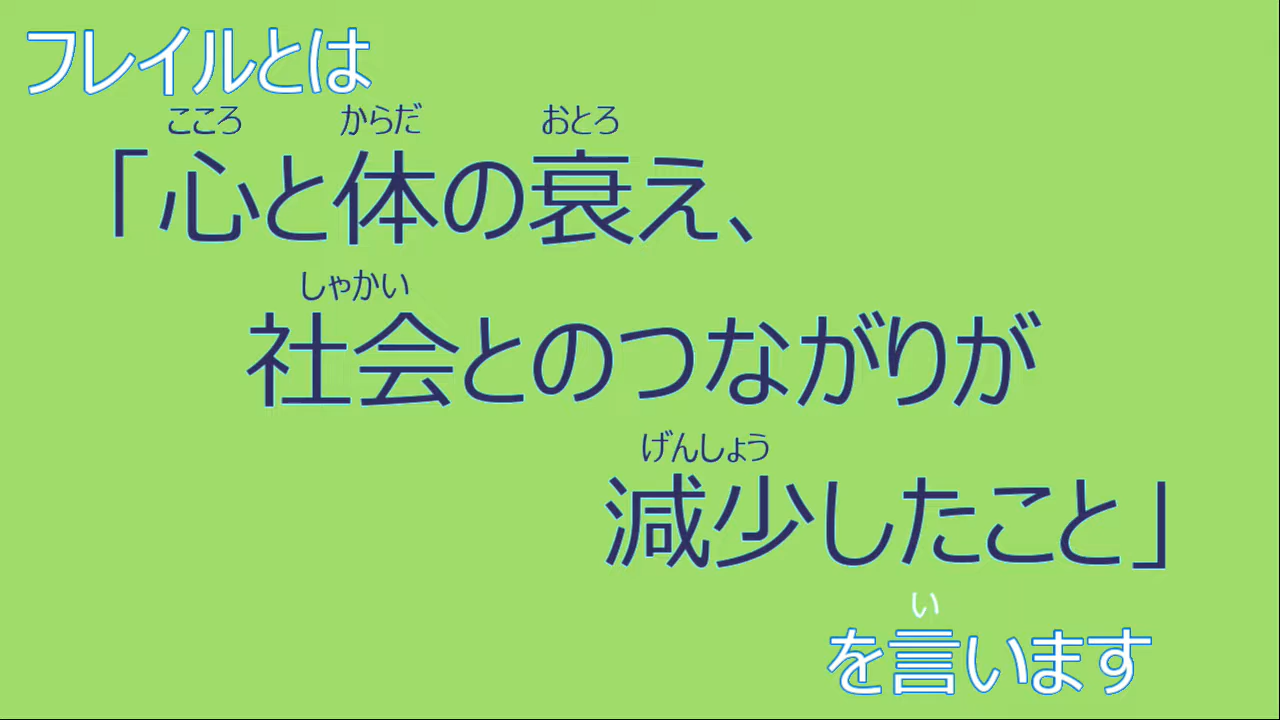 フレイルとは
こころ からだ おとろ
「心と体の衰え、
しゃかい
社会とのつながりが
げんしょう
減少したこと」
い
を言います